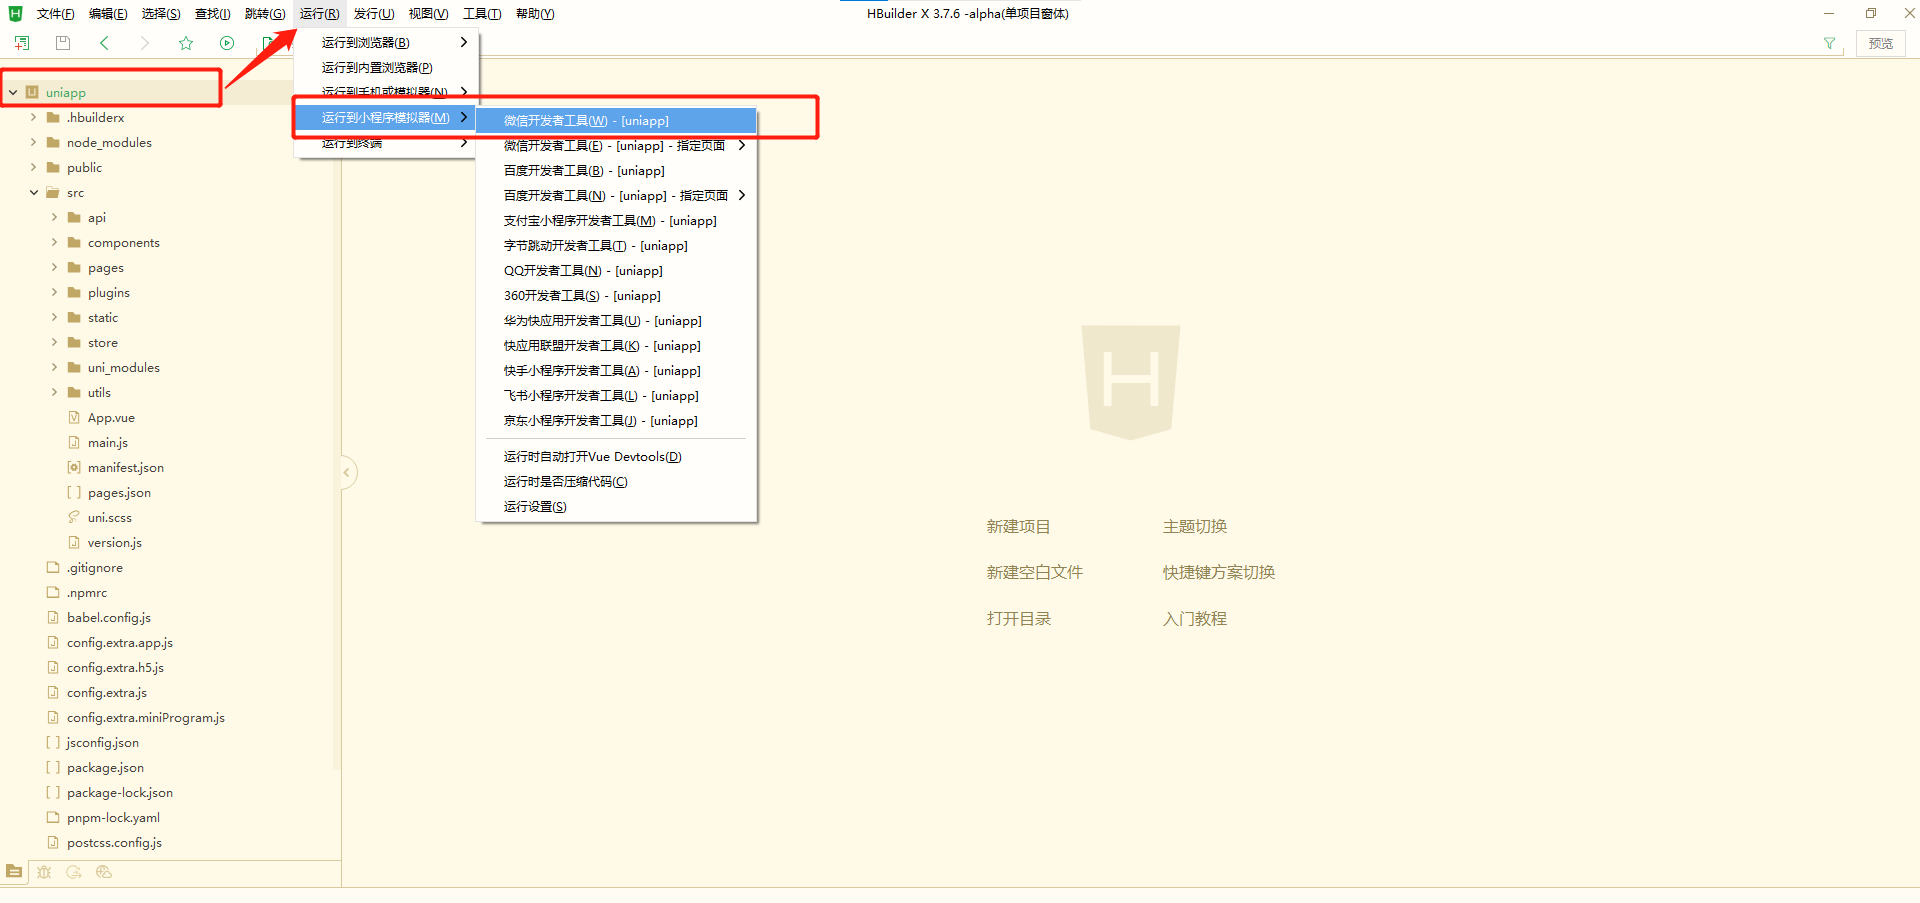 文件(F) 编辑(E) 选择(S) 查找(I) 跳转(G) 运行(R) 发行(U) 视图(V) 工具(T) 帮助(Y)
HBuilder X 3.7.6 -alpha(单项目窗体)
预览
运行到浏览器(B)
运行到内置浏览器(P)
运行到手机或模拟器(N)
运行到小程序模拟器(M)
运行到终端
微信开发者工具(W) - [uniapp]
微信开发者工具(E) - [uniapp] - 指定页面
百度开发者工具(B) - [uniapp]
百度开发者工具(N) - [uniapp] - 指定页面
支付宝小程序开发者工具(M) - [uniapp]
字节跳动开发者工具(T) - [uniapp]
QQ开发者工具(N) - [uniapp]
360开发者工具(S) - [uniapp]
华为快应用开发者工具(U) - [uniapp]
快应用联盟开发者工具(K) - [uniapp]
快手小程序开发者工具(A) - [uniapp]
飞书小程序开发者工具(L) - [uniapp]
京东小程序开发者工具(J) - [uniapp]
运行时自动打开Vue Devtools(D)
运行时是否压缩代码(C)
运行设置(S)
uniapp
.hbuilderx
node_modules
public
src
api
components
pages
plugins
static
store
uni_modules
utils
App.vue
main.js
manifest.json
pages.json
uni.scss
version.js
.gitignore
.npmrc
babel.config.js
config.extra.app.js
config.extra.h5.js
config.extra.js
config.extra.miniProgram.js
jsconfig.json
package.json
package-lock.json
pnpm-lock.yaml
postcss.config.js
H
新建项目 主题切换
新建空白文件 快捷键方案切换
打开目录 入门教程